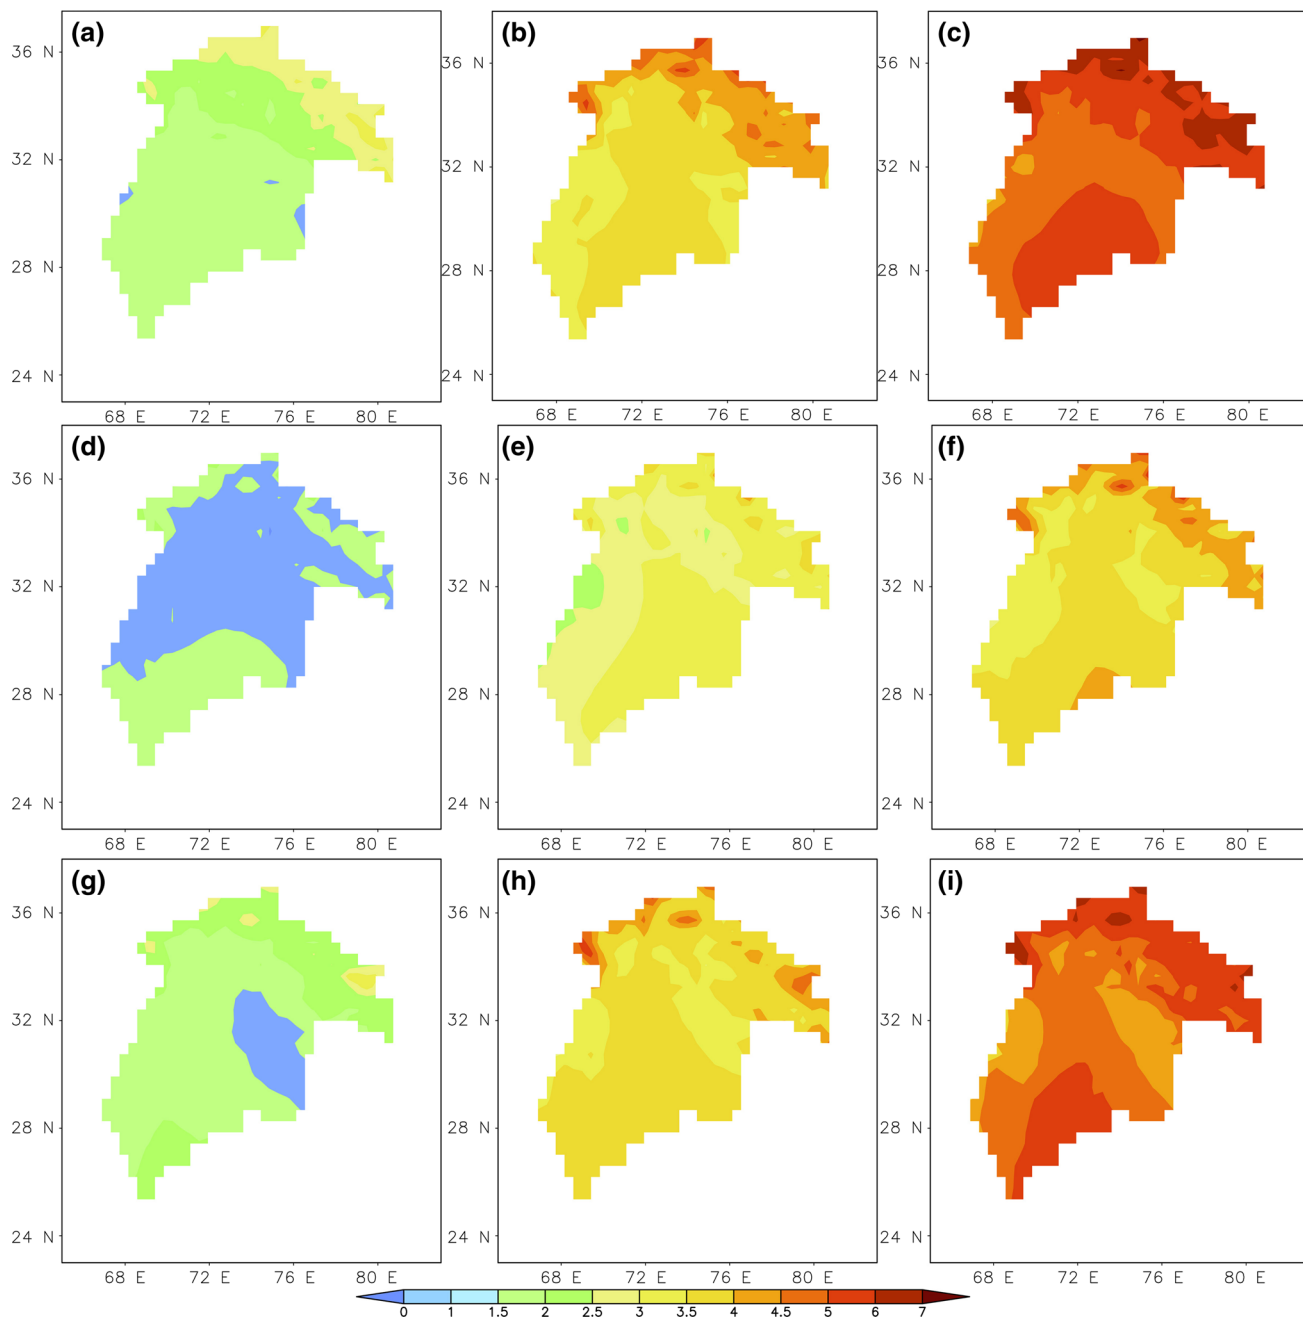 (a) (b) (c)
36 N 36 N 36 N
32 N 32 N 32 N
28 N 28 N 28 N
24 N 24 N 24 N
68 E 72 E 76 E 80 E 68 E 72 E 76 E 80 E 68 E 72 E 76 E 80 E
(d) (e) (f)
36 N 36 N 36 N
32 N 32 N 32 N
28 N 28 N 28 N
24 N 24 N 24 N
68 E 72 E 76 E 80 E 68 E 72 E 76 E 80 E 68 E 72 E 76 E 80 E
(g) (h) (i)
36 N 36 N 36 N
32 N 32 N 32 N
28 N 28 N 28 N
24 N 24 N 24 N
68 E 72 E 76 E 80 E 68 E 72 E 76 E 80 E 68 E 72 E 76 E 80 E
0 1 1.5 2 2.5 3 3.5 4 4.5 5 6 7